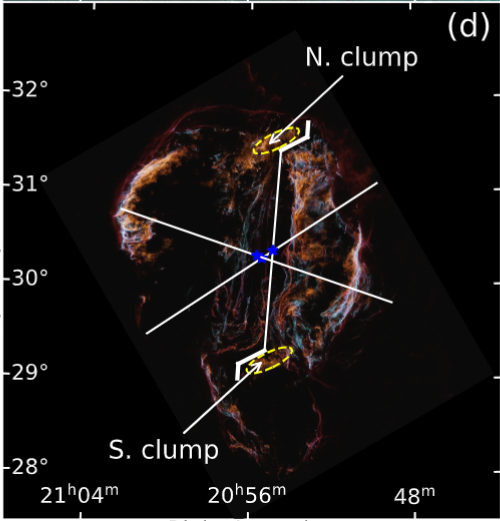 (d)
N. clump
32°
31°
30°
29°
S. clump
28°
21ʰ04ᵐ
20ʰ56ᵐ
48ᵐ